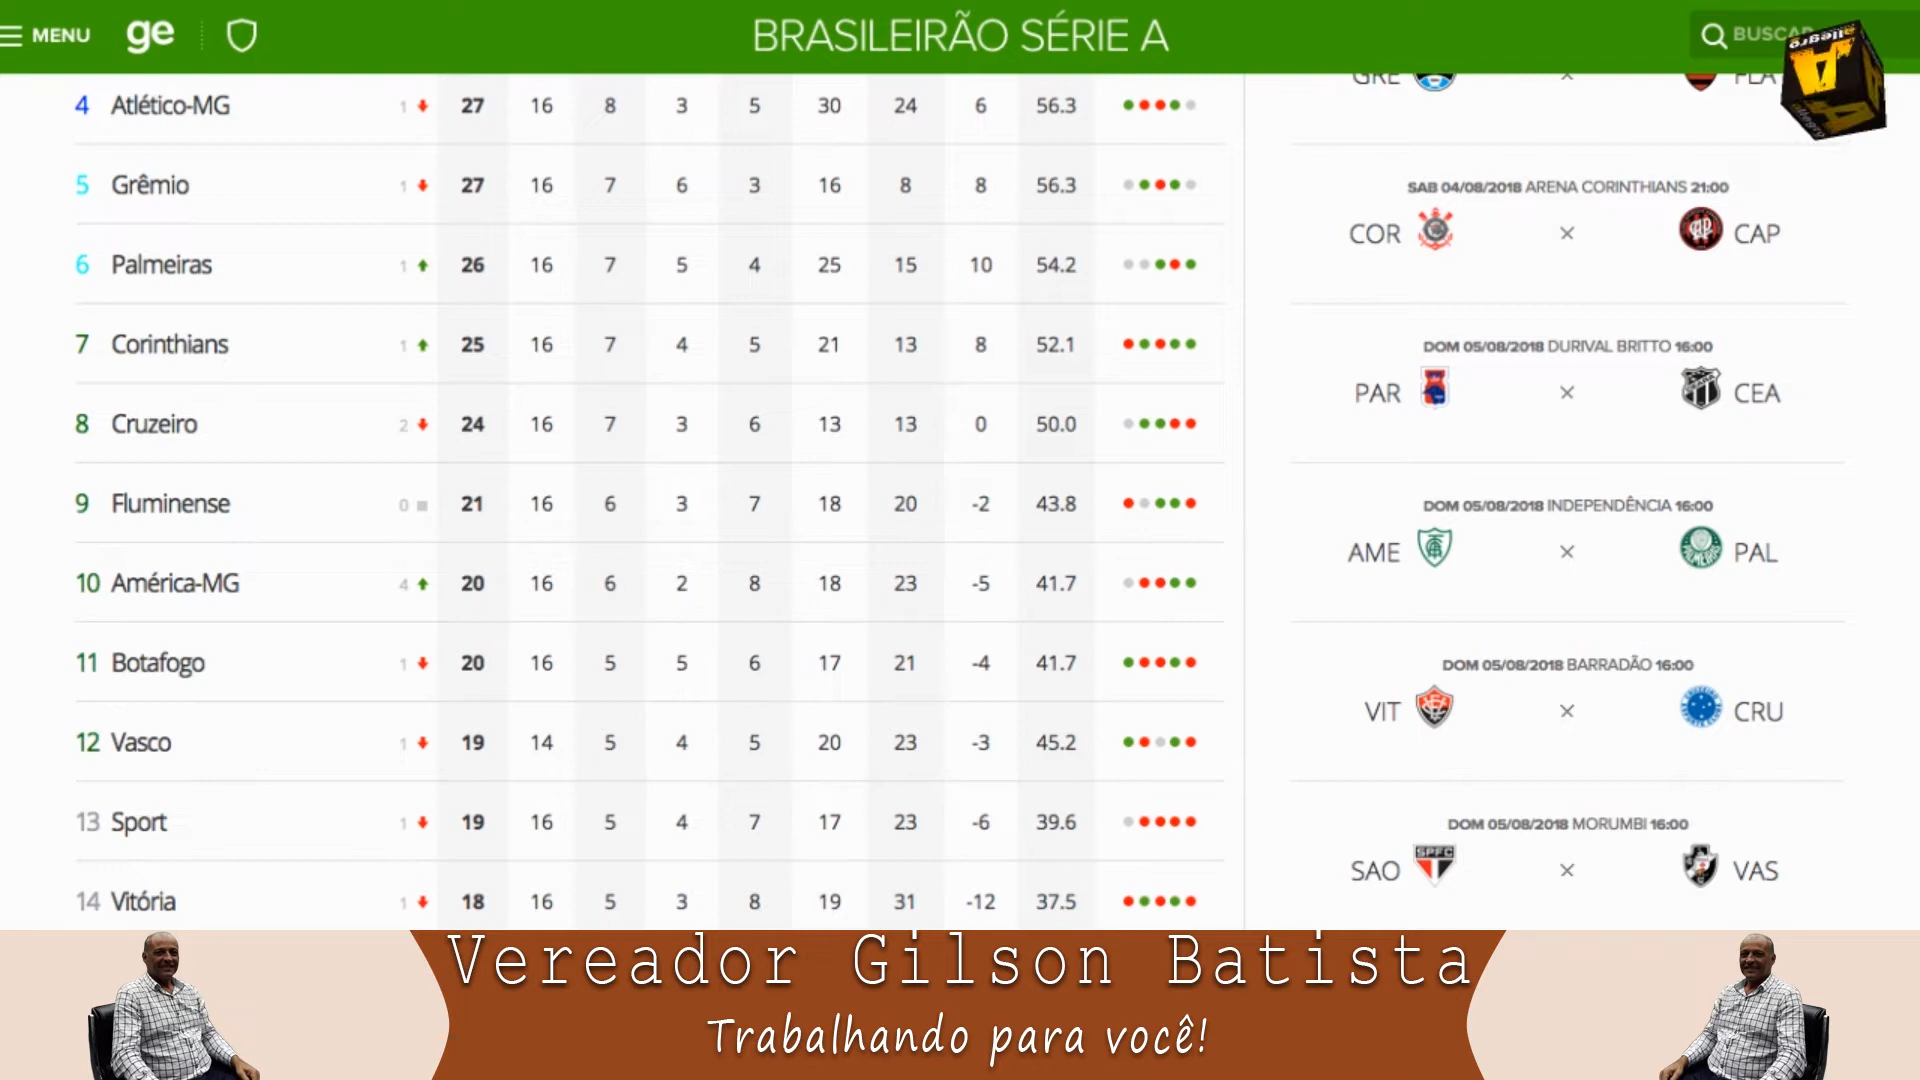 MENU ge BRASILEIRÃO SÉRIE A BUSCAR
4 Atlético-MG 1 27 16 8 3 5 30 24 6 56.3
5 Grêmio 1 27 16 7 6 3 16 8 8 56.3
6 Palmeiras 1 26 16 7 5 4 25 15 10 54.2
7 Corinthians 1 25 16 7 4 5 21 13 8 52.1
8 Cruzeiro 2 24 16 7 3 6 13 13 0 50.0
9 Fluminense 0 21 16 6 3 7 18 20 -2 43.8
10 América-MG 4 20 16 6 2 8 18 23 -5 41.7
11 Botafogo 1 20 16 5 5 6 17 21 -4 41.7
12 Vasco 1 19 14 5 4 5 20 23 -3 45.2
13 Sport 1 19 16 5 4 7 17 23 -6 39.6
14 Vitória 1 18 16 5 3 8 19 31 -12 37.5
GRE × FLA
SAB 04/08/2018 ARENA CORINTHIANS 21:00
COR × CAP
DOM 05/08/2018 DURIVAL BRITTO 16:00
PAR × CEA
DOM 05/08/2018 INDEPENDÊNCIA 16:00
AME × PAL
DOM 05/08/2018 BARRADÃO 16:00
VIT × CRU
DOM 05/08/2018 MORUMBI 16:00
SAO SPFC × VAS
allegro
A
allegro
Vereador Gilson Batista
Trabalhando para você!